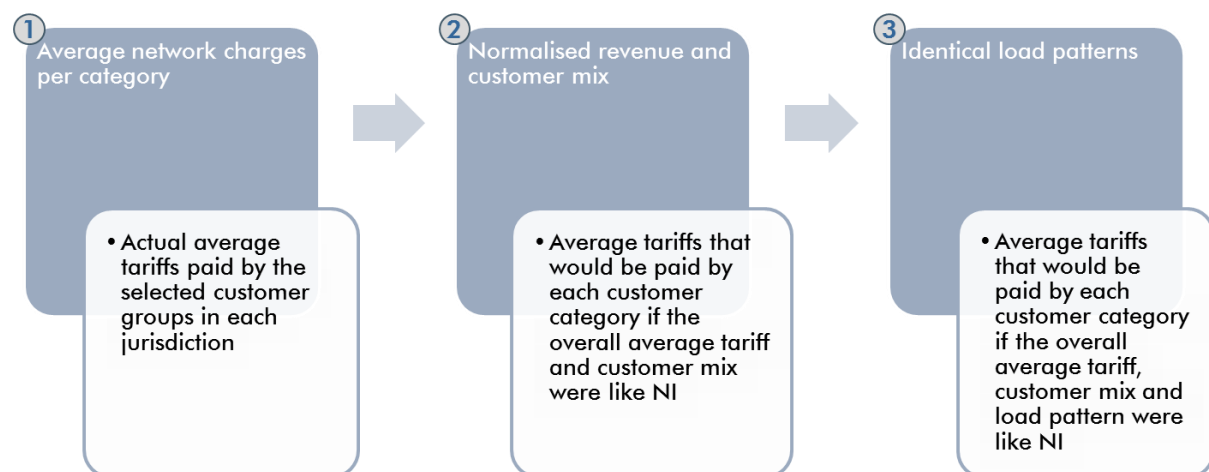 1
Average network charges
per category
• Actual average
tariffs paid by the
selected customer
groups in each
jurisdiction
2
Normalised revenue and
customer mix
• Average tariffs that
would be paid by
each customer
category if the
overall average tariff
and customer mix
were like NI
3
Identical load patterns
• Average tariffs
that would be
paid by each
customer category
if the overall
average tariff,
customer mix and
load pattern were
like NI